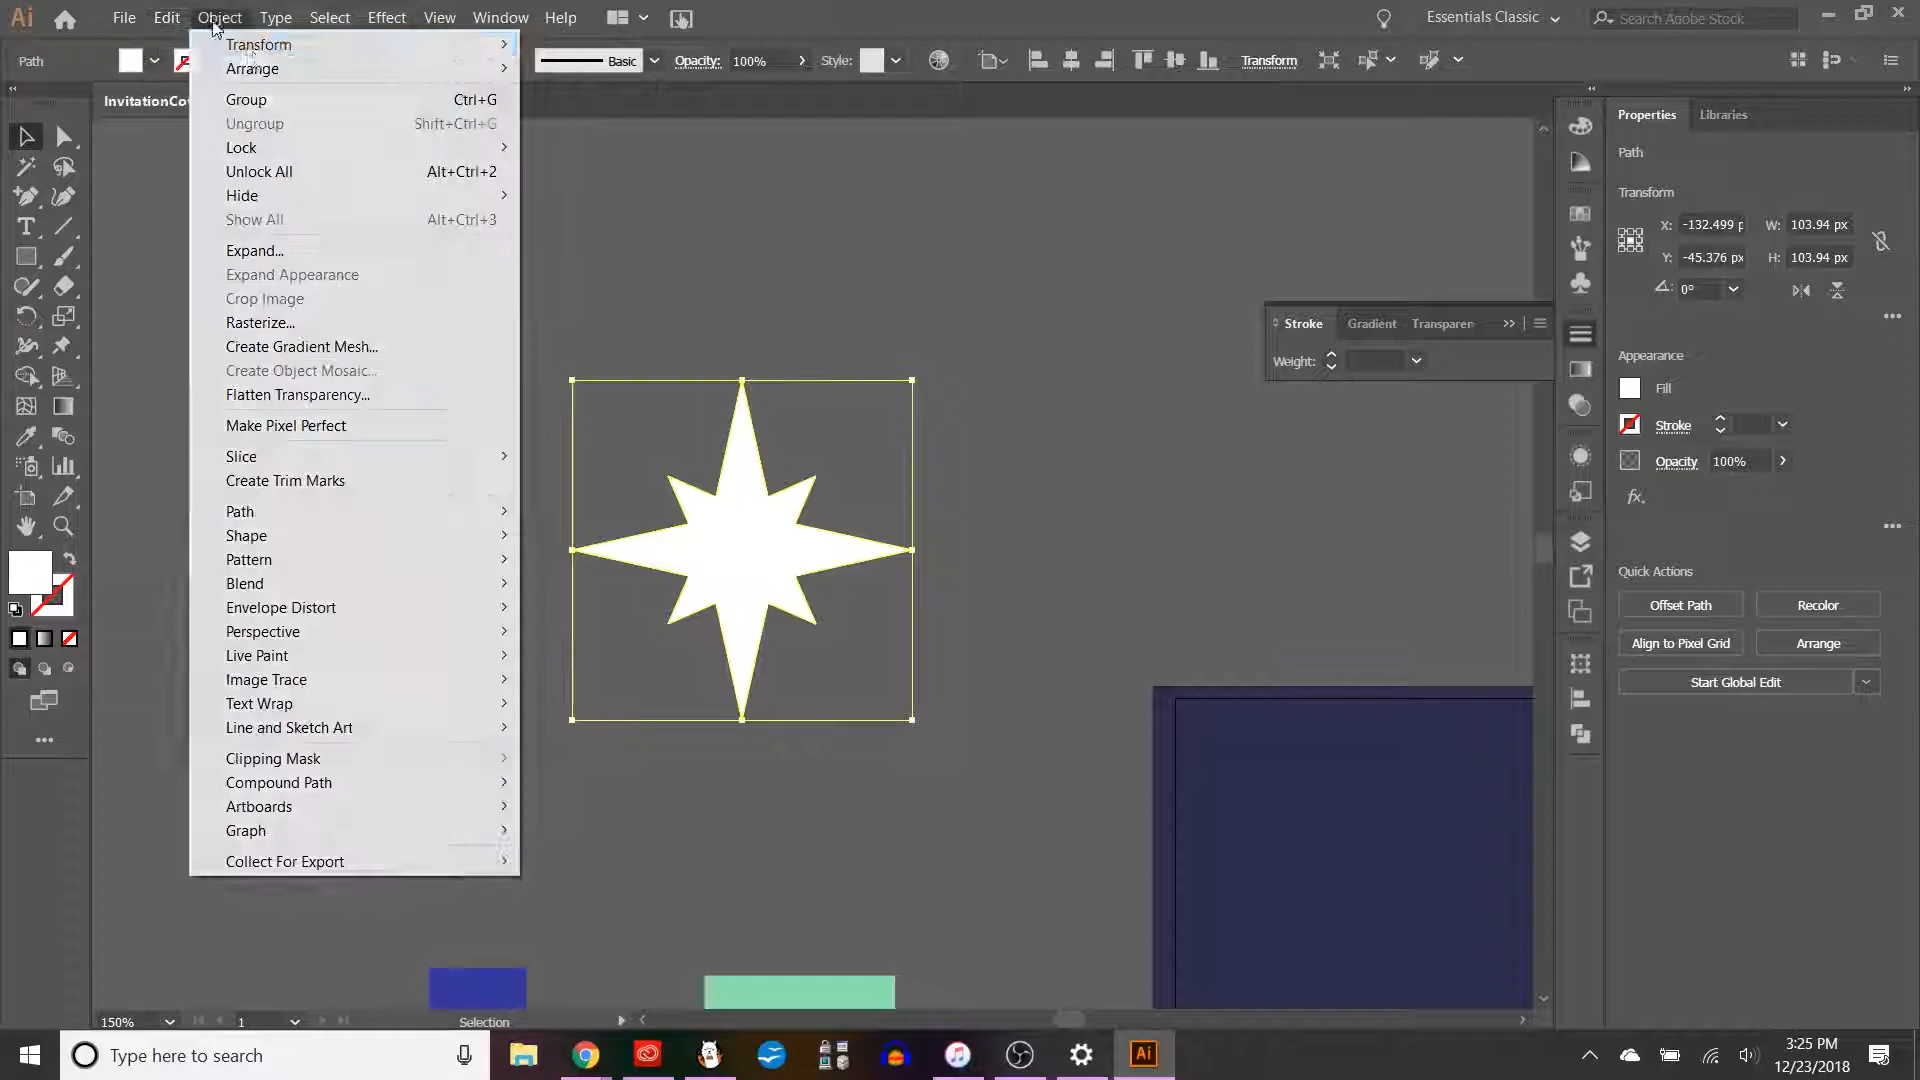 Ai File Edit Object Type Select Effect View Window Help Essentials Classic Search Adobe Stock
Path Basic Opacity: 100% Style: Transform
InvitationCov
Transform
Arrange
Group Ctrl+G
Ungroup Shift+Ctrl+G
Lock
Unlock All Alt+Ctrl+2
Hide
Show All Alt+Ctrl+3
Expand...
Expand Appearance
Crop Image
Rasterize...
Create Gradient Mesh...
Create Object Mosaic...
Flatten Transparency...
Make Pixel Perfect
Slice
Create Trim Marks
Path
Shape
Pattern
Blend
Envelope Distort
Perspective
Live Paint
Image Trace
Text Wrap
Line and Sketch Art
Clipping Mask
Compound Path
Artboards
Graph
Collect For Export
Stroke Gradient Transparen
Weight:
Properties Libraries
Path
Transform
X: -132.499 p W: 103.94 px
Y: -45.376 px H: 103.94 px
0°
Appearance
Fill
Stroke
Opacity 100%
fx.
Quick Actions
Offset Path Recolor
Align to Pixel Grid Arrange
Start Global Edit
150% 1 Selection
Type here to search
Ai
3:25 PM
12/23/2018